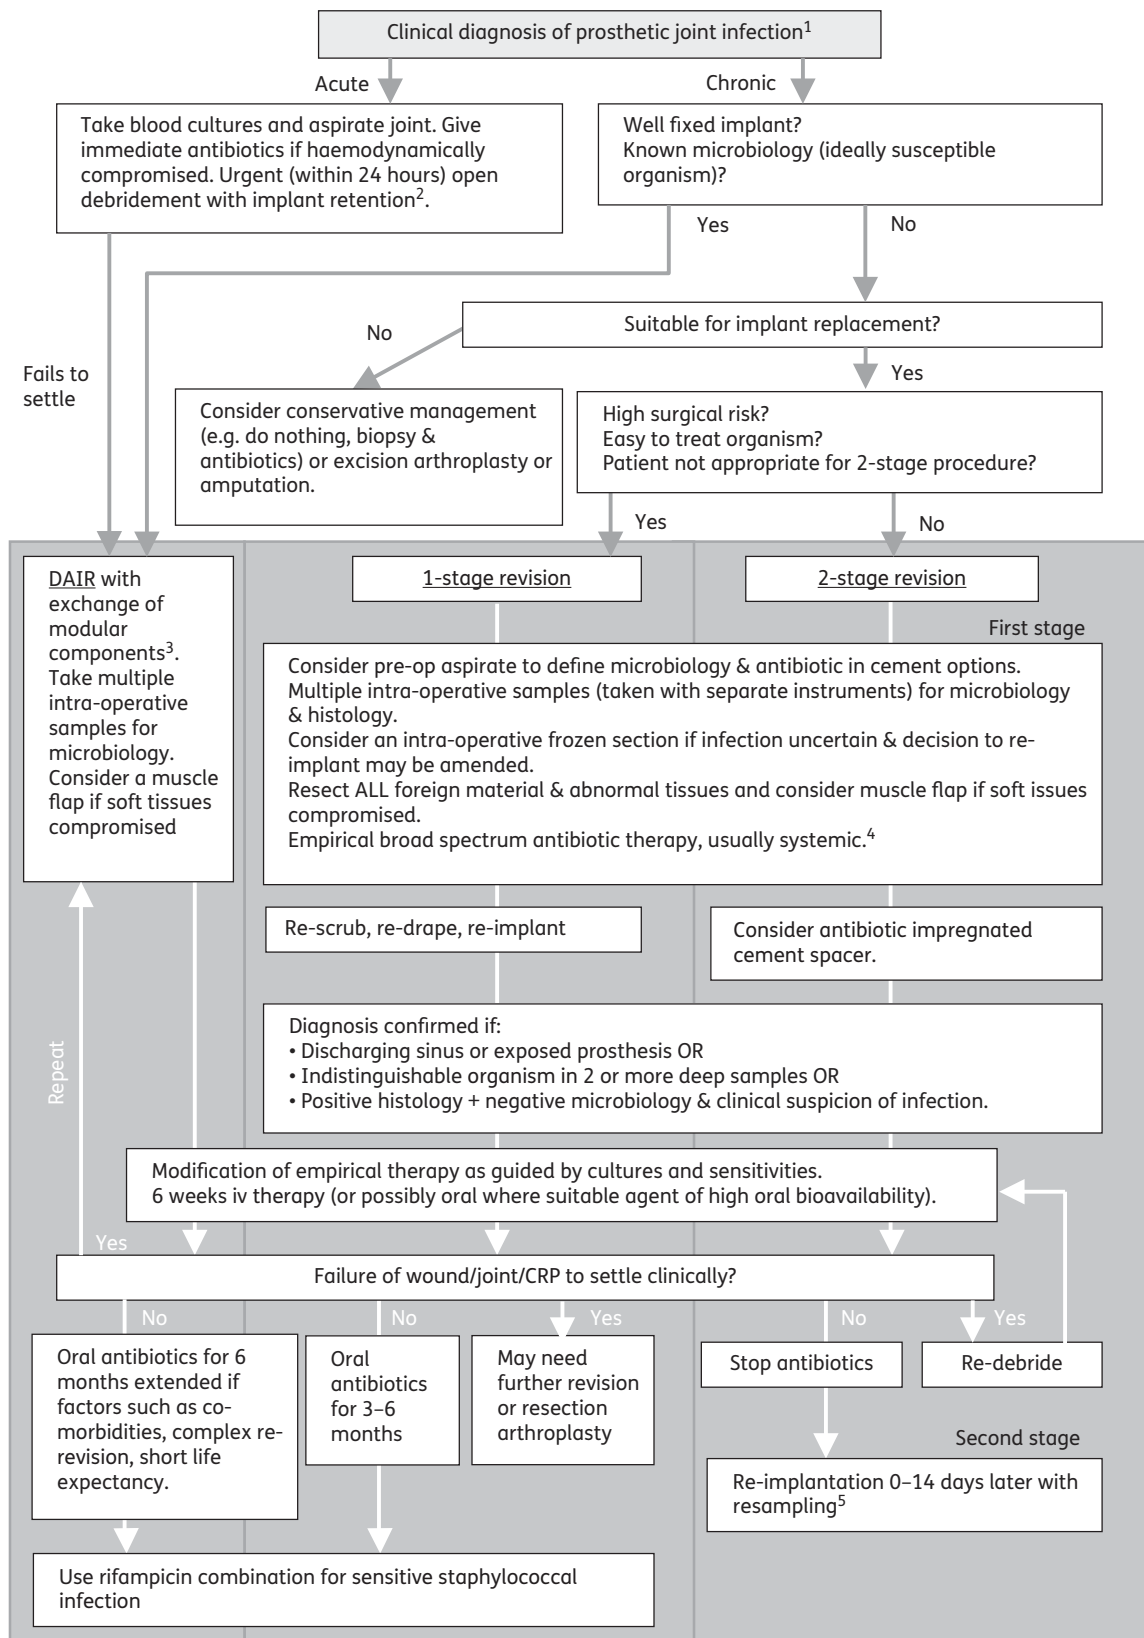 Clinical diagnosis of prosthetic joint infection1
Acute
Chronic
Take blood cultures and aspirate joint. Give
immediate antibiotics if haemodynamically
compromised. Urgent (within 24 hours) open
debridement with implant retention2.
Well fixed implant?
Known microbiology (ideally susceptible
organism)?
Yes
No
Suitable for implant replacement?
No
Yes
Fails to
settle
Consider conservative management
(e.g. do nothing, biopsy &
antibiotics) or excision arthroplasty or
amputation.
High surgical risk?
Easy to treat organism?
Patient not appropriate for 2-stage procedure?
Yes
No
DAIR with
exchange of
modular
components3.
Take multiple
intra-operative
samples for
microbiology.
Consider a muscle
flap if soft tissues
compromised
1-stage revision
2-stage revision
First stage
Consider pre-op aspirate to define microbiology & antibiotic in cement options.
Multiple intra-operative samples (taken with separate instruments) for microbiology
& histology.
Consider an intra-operative frozen section if infection uncertain & decision to re-
implant may be amended.
Resect ALL foreign material & abnormal tissues and consider muscle flap if soft issues
compromised.
Empirical broad spectrum antibiotic therapy, usually systemic.4
Re-scrub, re-drape, re-implant
Consider antibiotic impregnated
cement spacer.
Diagnosis confirmed if:
• Discharging sinus or exposed prosthesis OR
• Indistinguishable organism in 2 or more deep samples OR
• Positive histology + negative microbiology & clinical suspicion of infection.
Repeat
Modification of empirical therapy as guided by cultures and sensitivities.
6 weeks iv therapy (or possibly oral where suitable agent of high oral bioavailability).
Yes
Failure of wound/joint/CRP to settle clinically?
No
No
Yes
No
Yes
Oral antibiotics for 6
months extended if
factors such as co-
morbidities, complex re-
revision, short life
expectancy.
Oral
antibiotics
for 3–6
months
May need
further revision
or resection
arthroplasty
Stop antibiotics
Re-debride
Second stage
Re-implantation 0–14 days later with
resampling5
Use rifampicin combination for sensitive staphylococcal
infection